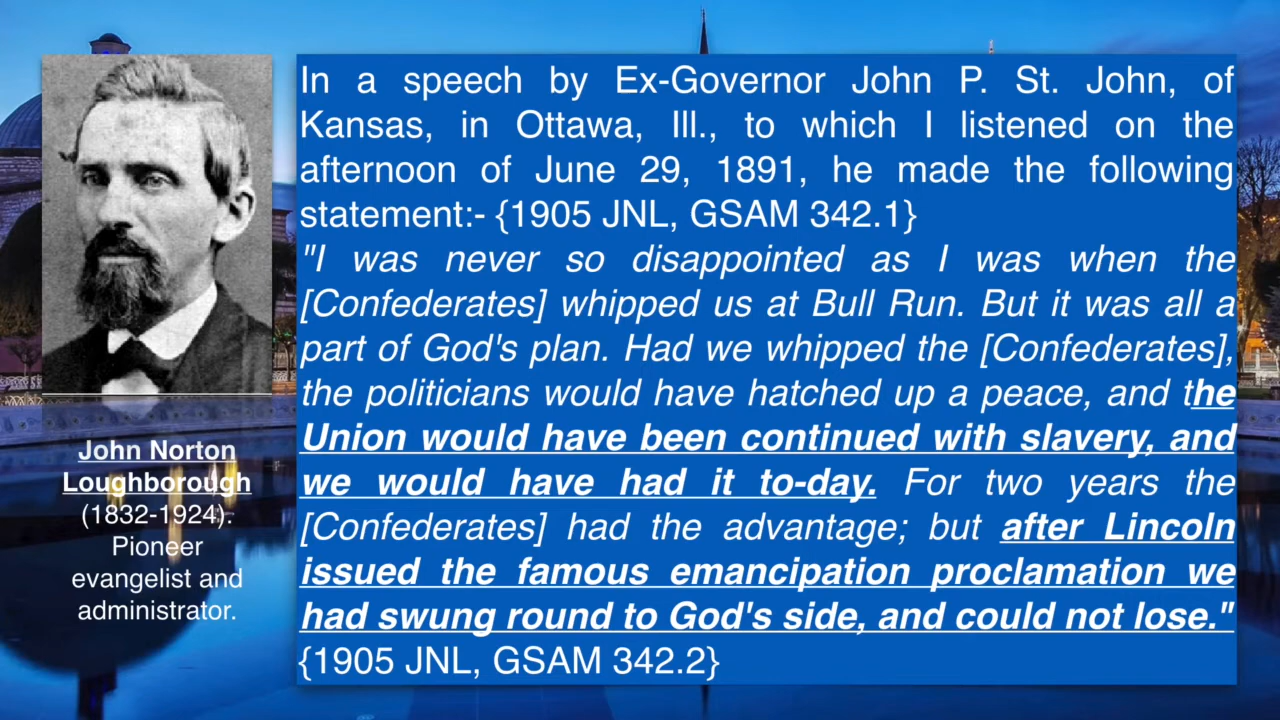 In a speech by Ex-Governor John P. St. John, of
Kansas, in Ottawa, Ill., to which I listened on the
afternoon of June 29, 1891, he made the following
statement:- {1905 JNL, GSAM 342.1}
"I was never so disappointed as I was when the
[Confederates] whipped us at Bull Run. But it was all a
part of God's plan. Had we whipped the [Confederates],
the politicians would have hatched up a peace, and the
Union would have been continued with slavery, and
we would have had it to-day. For two years the
[Confederates] had the advantage; but after Lincoln
issued the famous emancipation proclamation we
had swung round to God's side, and could not lose."
{1905 JNL, GSAM 342.2}
John Norton
Loughborough
(1832-1924).
Pioneer
evangelist and
administrator.